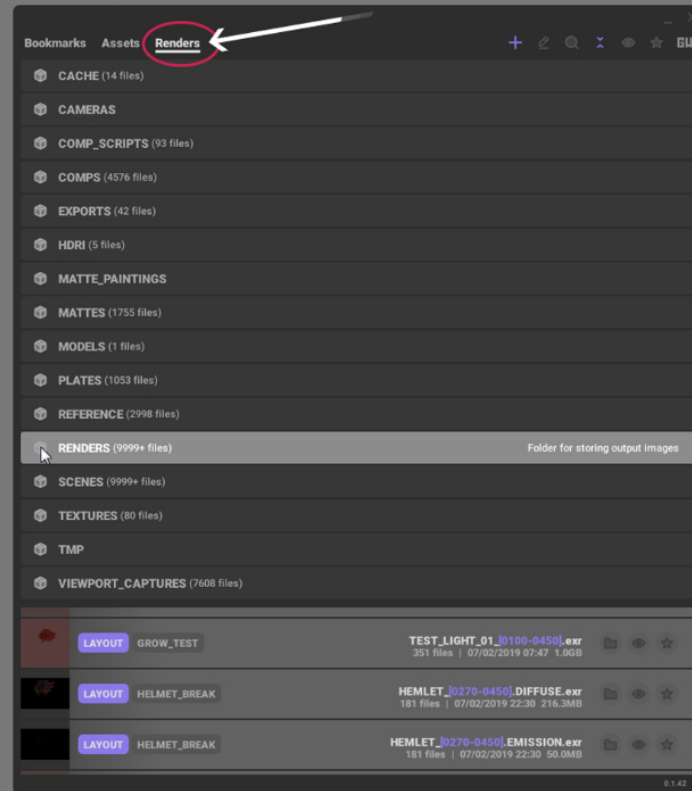 Bookmarks Assets Renders
CACHE (14 files)
CAMERAS
COMP_SCRIPTS (93 files)
COMPS (4576 files)
EXPORTS (42 files)
HDRI (5 files)
MATTE_PAINTINGS
MATTES (1755 files)
MODELS (1 files)
PLATES (1053 files)
REFERENCE (2998 files)
RENDERS (9999+ files) Folder for storing output images
SCENES (9999+ files)
TEXTURES (80 files)
TMP
VIEWPORT_CAPTURES (7608 files)
LAYOUT GROW_TEST TEST_LIGHT_01_[0100-0450].exr
351 files | 07/02/2019 07:47 1.0GB
LAYOUT HELMET_BREAK HEMLET_[0270-0450].DIFFUSE.exr
181 files | 07/02/2019 22:30 216.3MB
LAYOUT HELMET_BREAK HEMLET_[0270-0450].EMISSION.exr
181 files | 07/02/2019 22:30 50.0MB
0.1.42